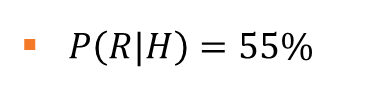 ▪ P(R|H) = 55%